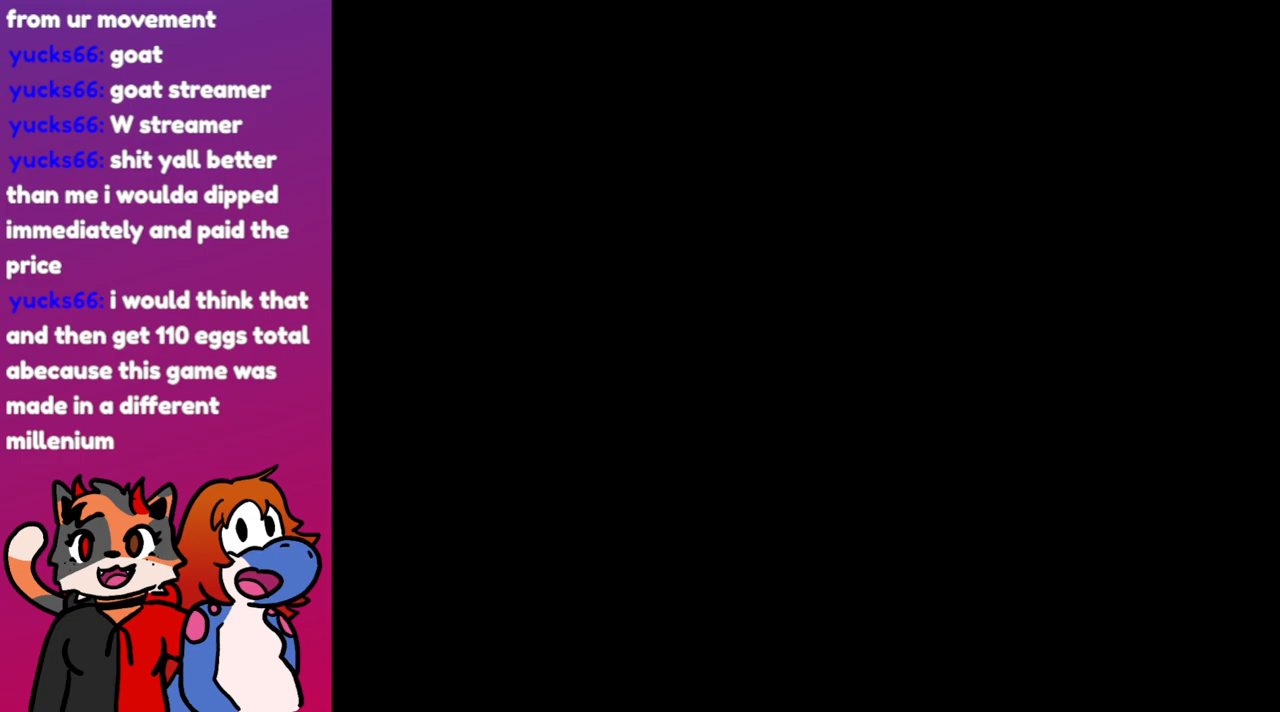 from ur movement
yucks66: goat
yucks66: goat streamer
yucks66: W streamer
yucks66: shit yall better
than me i woulda dipped
immediately and paid the
price
yucks66: i would think that
and then get 110 eggs total
abecause this game was
made in a different
millenium